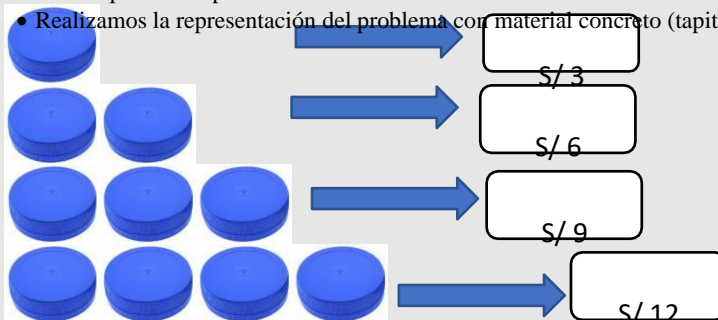 • Realizamos la representación del problema con material concreto (tapit
S/ 3
S/ 6
S/ 9
S/ 12